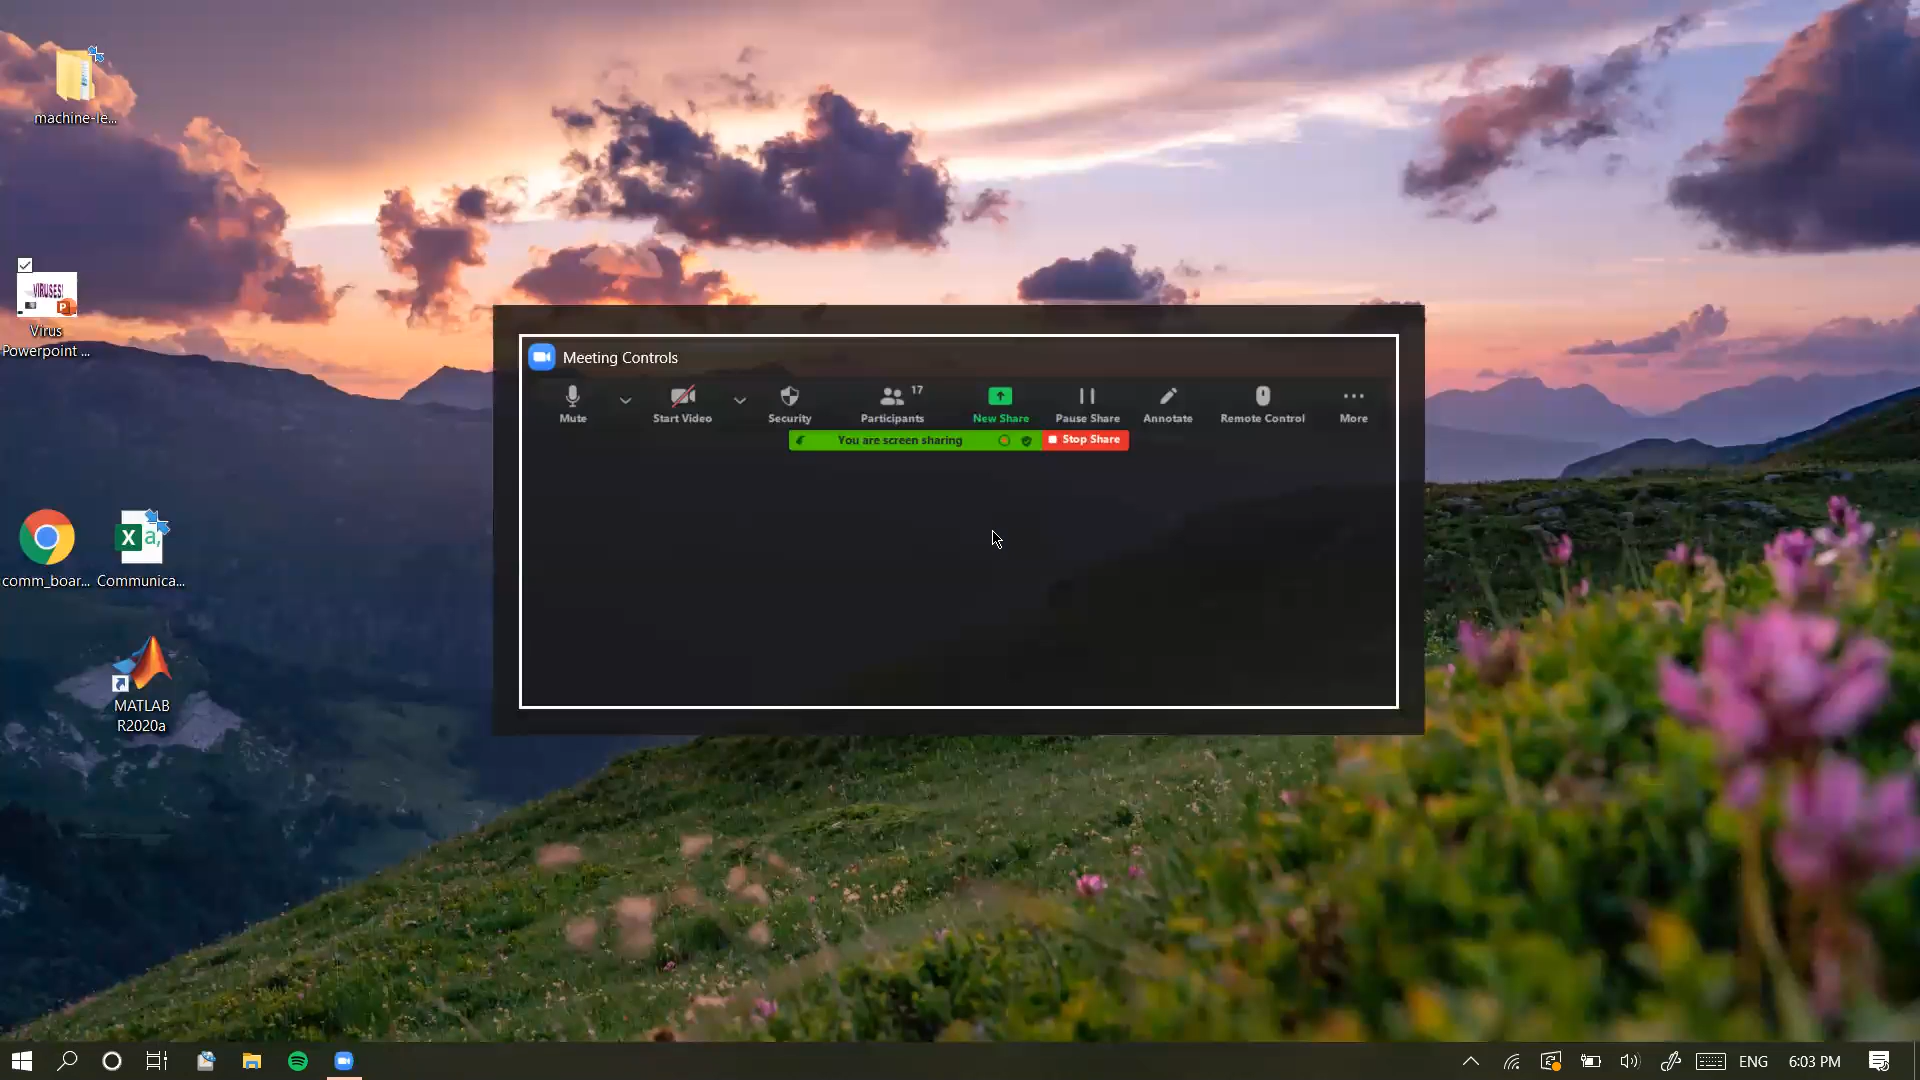 machine-le...
VIRUSES!
Virus
Powerpoint ...
comm_boar...
Communica...
MATLAB
R2020a
Meeting Controls
Mute
Start Video
Security
Participants
17
New Share
Pause Share
Annotate
Remote Control
More
You are screen sharing
Stop Share
ENG
6:03 PM